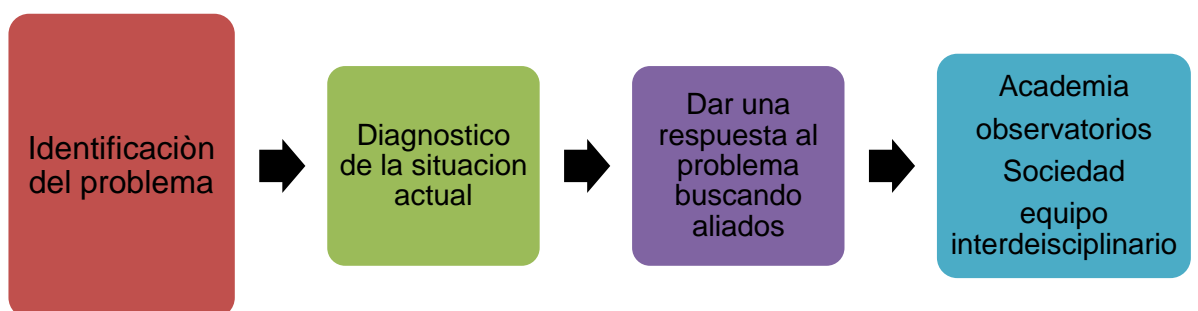 Identificaciòn
del problema
Diagnostico
de la situacion
actual
Dar una
respuesta al
problema
buscando
aliados
Academia
observatorios
Sociedad
equipo
interdeisciplinario